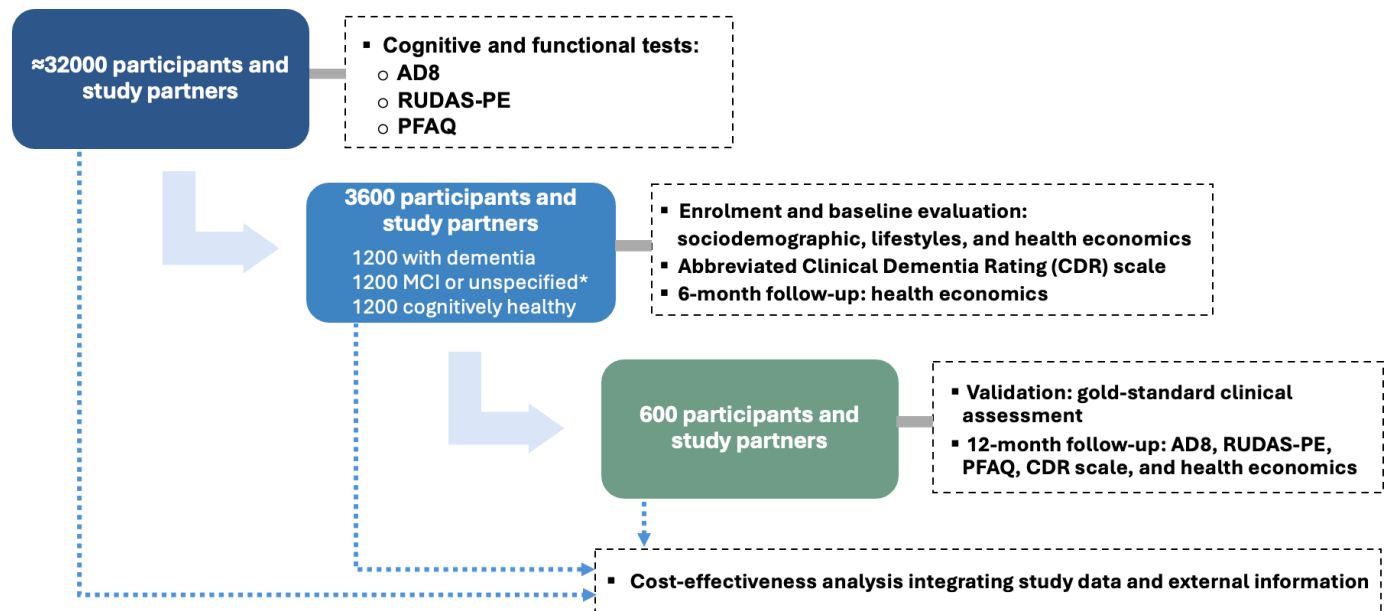 ≈32000 participants and
study partners
▪ Cognitive and functional tests:
o AD8
o RUDAS-PE
o PFAQ
3600 participants and
study partners
1200 with dementia
1200 MCI or unspecified*
1200 cognitively healthy
▪ Enrolment and baseline evaluation:
sociodemographic, lifestyles, and health economics
▪ Abbreviated Clinical Dementia Rating (CDR) scale
▪ 6-month follow-up: health economics
600 participants and
study partners
▪ Validation: gold-standard clinical
assessment
▪ 12-month follow-up: AD8, RUDAS-PE,
PFAQ, CDR scale, and health economics
▪ Cost-effectiveness analysis integrating study data and external information